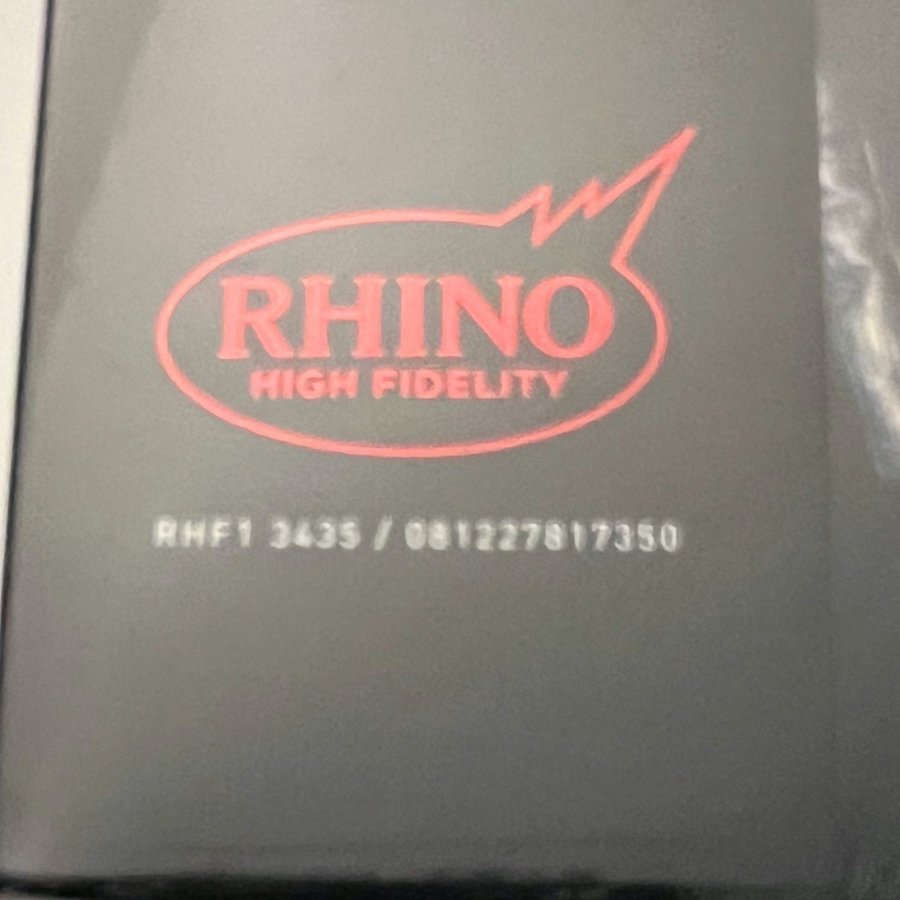 RHINO
HIGH FIDELITY
RHF1 3435 / 081227817350